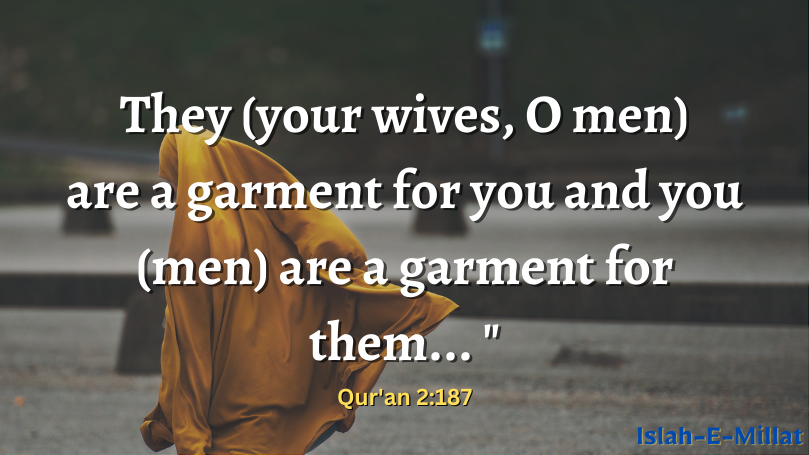 They (your wives, O men)
are a garment for you and you
(men) are a garment for
them... "
Qur'an 2:187
Islah-E-Millat